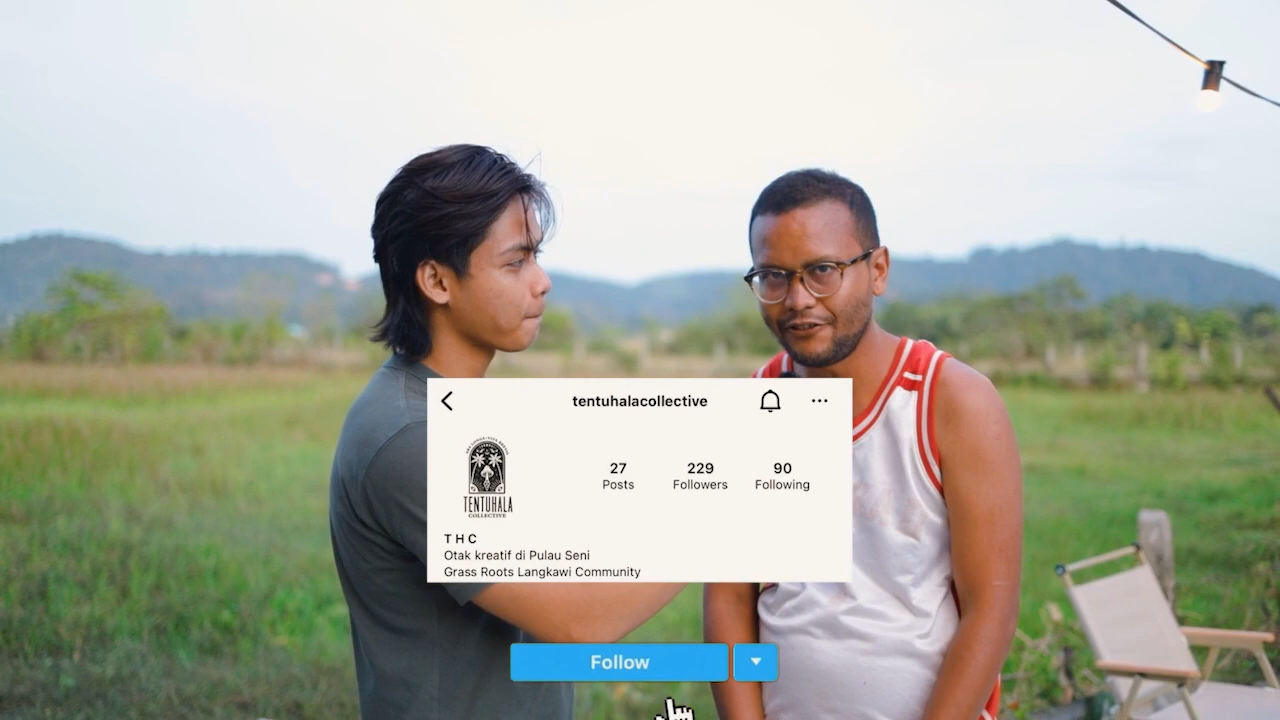 tentuhalacollective
27
229
90
Posts
Followers
Following
TENTUHALA
COLLECTIVE
T H C
Otak kreatif di Pulau Seni
Grass Roots Langkawi Community
Follow